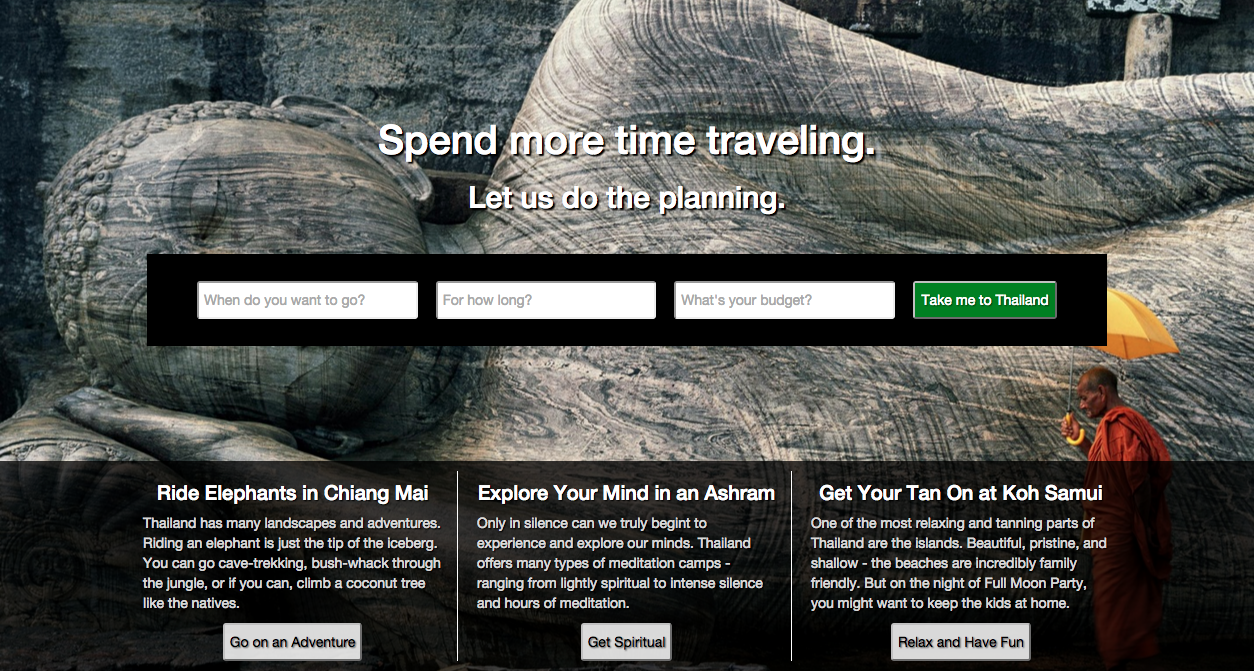 Spend more time traveling.
Let us do the planning.
When do you want to go?
For how long?
What's your budget?
Take me to Thailand
Ride Elephants in Chiang Mai
Thailand has many landscapes and adventures.
Riding an elephant is just the tip of the iceberg.
You can go cave-trekking, bush-whack through
the jungle, or if you can, climb a coconut tree
like the natives.
Go on an Adventure
Explore Your Mind in an Ashram
Only in silence can we truly begint to
experience and explore our minds. Thailand
offers many types of meditation camps -
ranging from lightly spiritual to intense silence
and hours of meditation.
Get Spiritual
Get Your Tan On at Koh Samui
One of the most relaxing and tanning parts of
Thailand are the islands. Beautiful, pristine, and
shallow - the beaches are incredibly family
friendly. But on the night of Full Moon Party,
you might want to keep the kids at home.
Relax and Have Fun